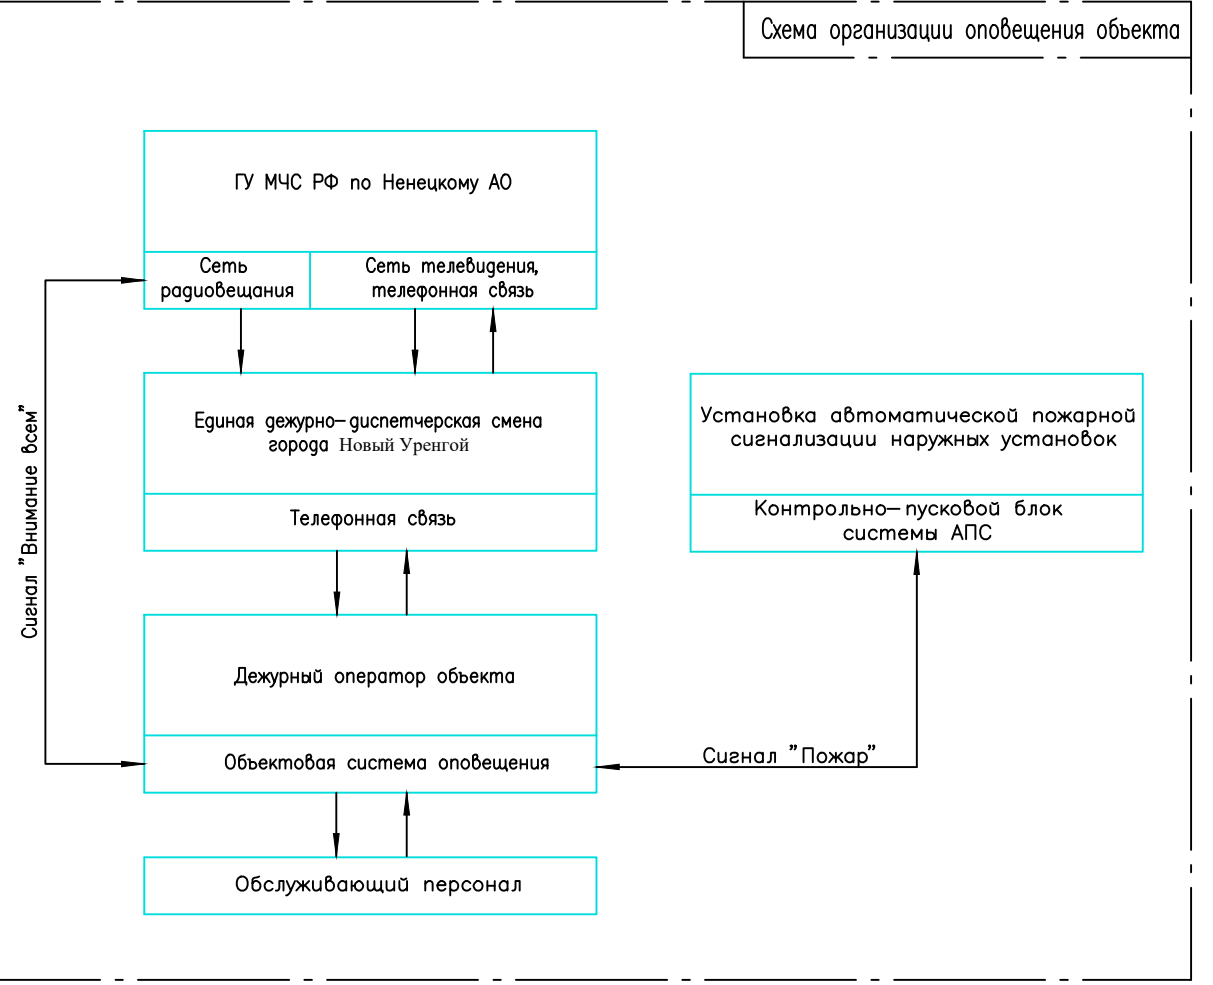 Схема организации оповещения объекта
ГУ МЧС РФ по Ненецкому АО
Сеть
радиовещания
Сеть телевидения,
телефонная связь
Единая дежурно-диспетчерская смена
города Новый Уренгой
Телефонная связь
Дежурный оператор объекта
Объектовая система оповещения
Обслуживающий персонал
Сигнал "Внимание всем"
Установка автоматической пожарной
сигнализации наружных установок
Контрольно-пусковой блок
системы АПС
Сигнал "Пожар"